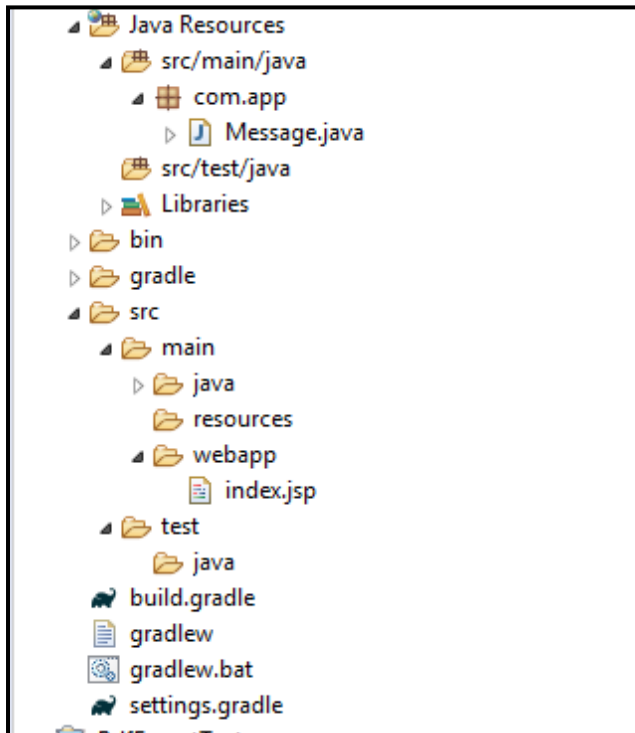 Java Resources
src/main/java
com.app
Message.java
src/test/java
Libraries
bin
gradle
src
main
java
resources
webapp
index.jsp
test
java
build.gradle
gradlew
gradlew.bat
settings.gradle